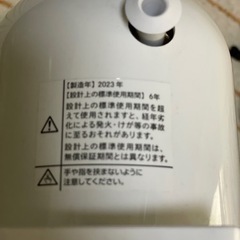 【製造年】2023年
【設計上の標準使用期間】6年
設計上の標準使用期間を超
えて使用されますと、経年劣
化による発火・けが等の事故
に至るおそれがあります。
設計上の標準使用期間は、
無償保証期間とは異なります。
手や指を挟まないように
注意してください。